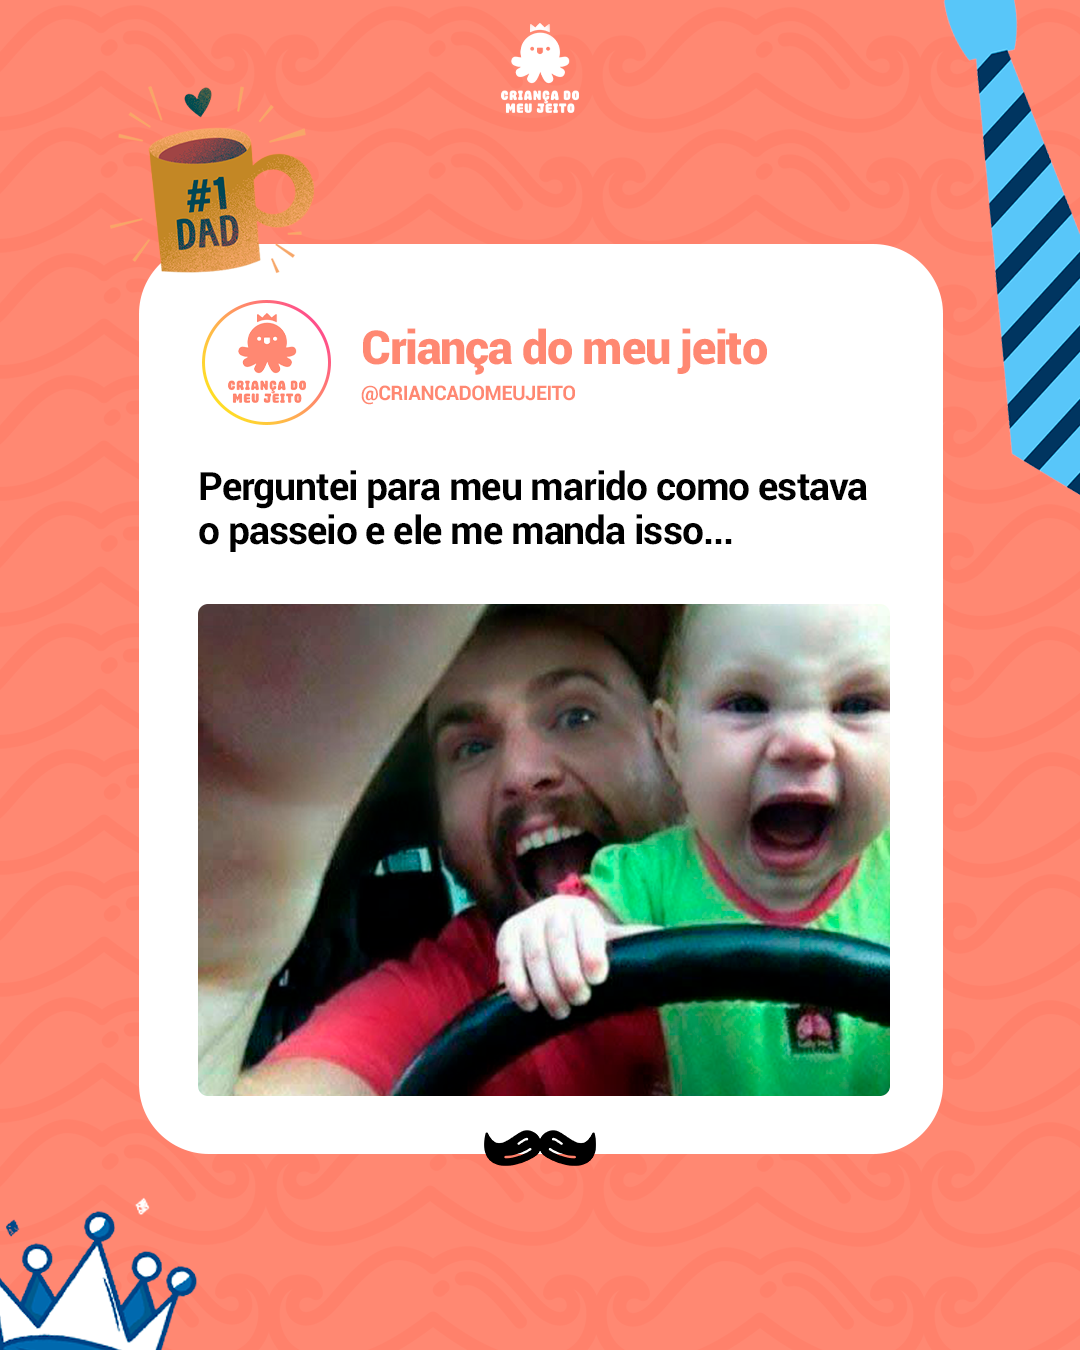 CRIANÇA DO
MEU JEITO
#1
DAD
CRIANÇA DO
MEU JEITO
Criança do meu jeito
@CRIANCADOMEUJEITO
Perguntei para meu marido como estava
o passeio e ele me manda isso...